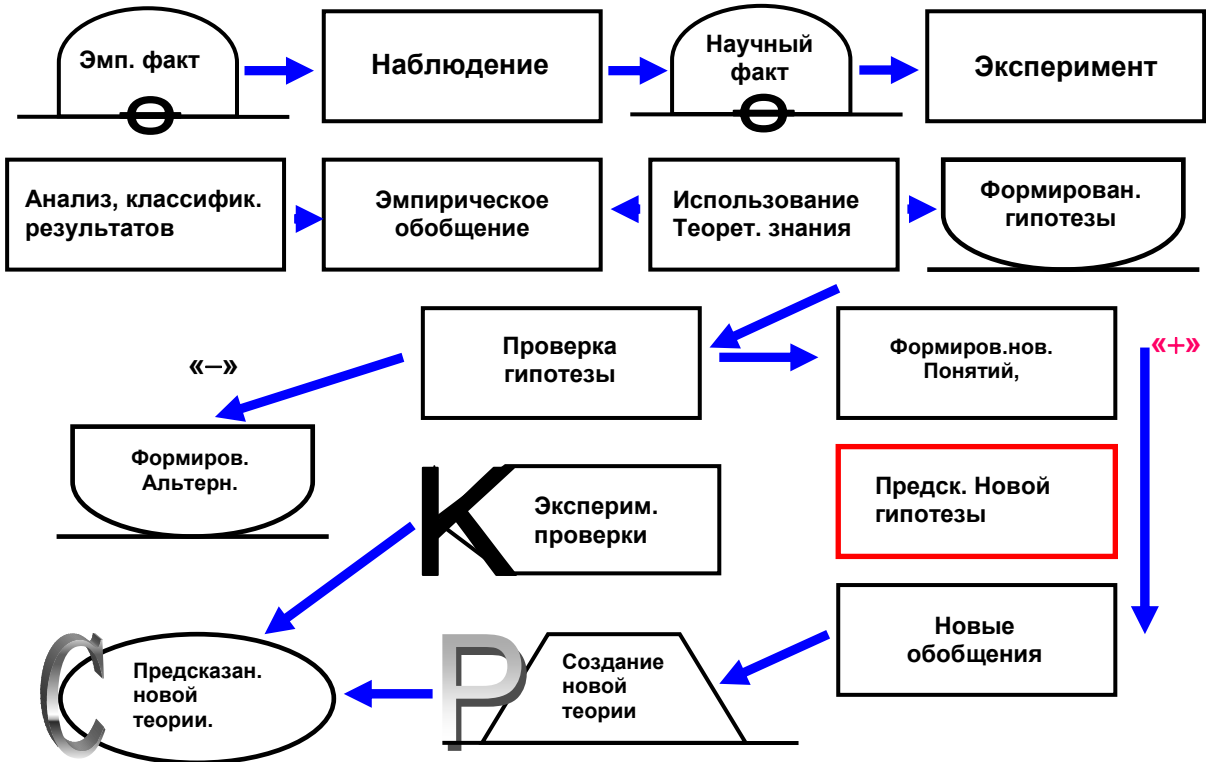 Эмп. факт
О
Наблюдение
Научный
факт
О
Эксперимент
Анализ, классифик.
результатов
Эмпирическое
обобщение
Использование
Теорет. знания
Формирован.
гипотезы
«–»
Проверка
гипотезы
Формиров.нов.
Понятий,
«+»
Формиров.
Альтерн.
К
Эксперим.
проверки
Предск. Новой
гипотезы
Новые
обобщения
С
Предсказан.
новой
теории.
Р
Создание
новой
теории